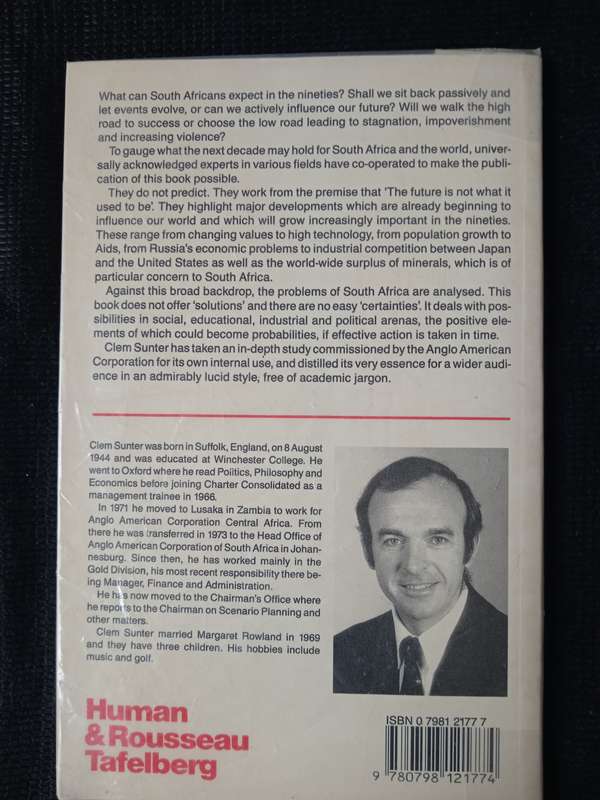 What can South Africans expect in the nineties? Shall we sit back passively and
let events evolve, or can we actively influence our future? Will we walk the high
road to success or choose the low road leading to stagnation, impoverishment
and increasing violence?
To gauge what the next decade may hold for South Africa and the world, univer-
sally acknowledged experts in various fields have co-operated to make the publi-
cation of this book possible.
They do not predict. They work from the premise that 'The future is not what it
used to be'. They highlight major developments which are already beginning to
influence our world and which will grow increasingly important in the nineties.
These range from changing values to high technology, from population growth to
Aids, from Russia's economic problems to industrial competition between Japan
and the United States as well as the world-wide surplus of minerals, which is of
particular concern to South Africa.
Against this broad backdrop, the problems of South Africa are analysed. This
book does not offer 'solutions' and there are no easy 'certainties'. It deals with pos-
sibilities in social, educational, industrial and political arenas, the positive ele-
ments of which could become probabilities, if effective action is taken in time.
Clem Sunter has taken an in-depth study commissioned by the Anglo American
Corporation for its own internal use, and distilled its very essence for a wider audi-
ence in an admirably lucid style, free of academic jargon.
Clem Sunter was born in Suffolk, England, on 8 August
1944 and was educated at Winchester College. He
went to Oxford where he read Politics, Philosophy and
Economics before joining Charter Consolidated as a
management trainee in 1966.
In 1971 he moved to Lusaka in Zambia to work for
Anglo American Corporation Central Africa. From
there he was transferred in 1973 to the Head Office of
Anglo American Corporation of South Africa in Johan-
nesburg. Since then, he has worked mainly in the
Gold Division, his most recent responsibility there be-
ing Manager, Finance and Administration.
He has now moved to the Chairman's Office where
he reports to the Chairman on Scenario Planning and
other matters.
Clem Sunter married Margaret Rowland in 1969
and they have three children. His hobbies include
music and golf.
Human
& Rousseau
Tafelberg
ISBN 0 7981 2177 7
9 780798 121774